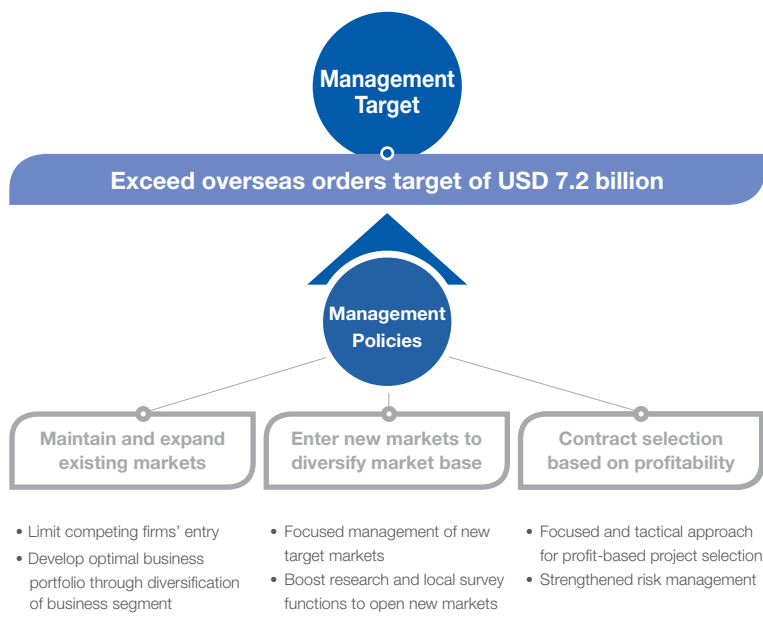 Management
Target
Exceed overseas orders target of USD 7.2 billion
Management
Policies
Maintain and expand
existing markets
• Limit competing firms' entry
• Develop optimal business
portfolio through diversification
of business segment
Enter new markets to
diversify market base
• Focused management of new
target markets
• Boost research and local survey
functions to open new markets
Contract selection
based on profitability
• Focused and tactical approach
for profit-based project selection
• Strengthened risk management